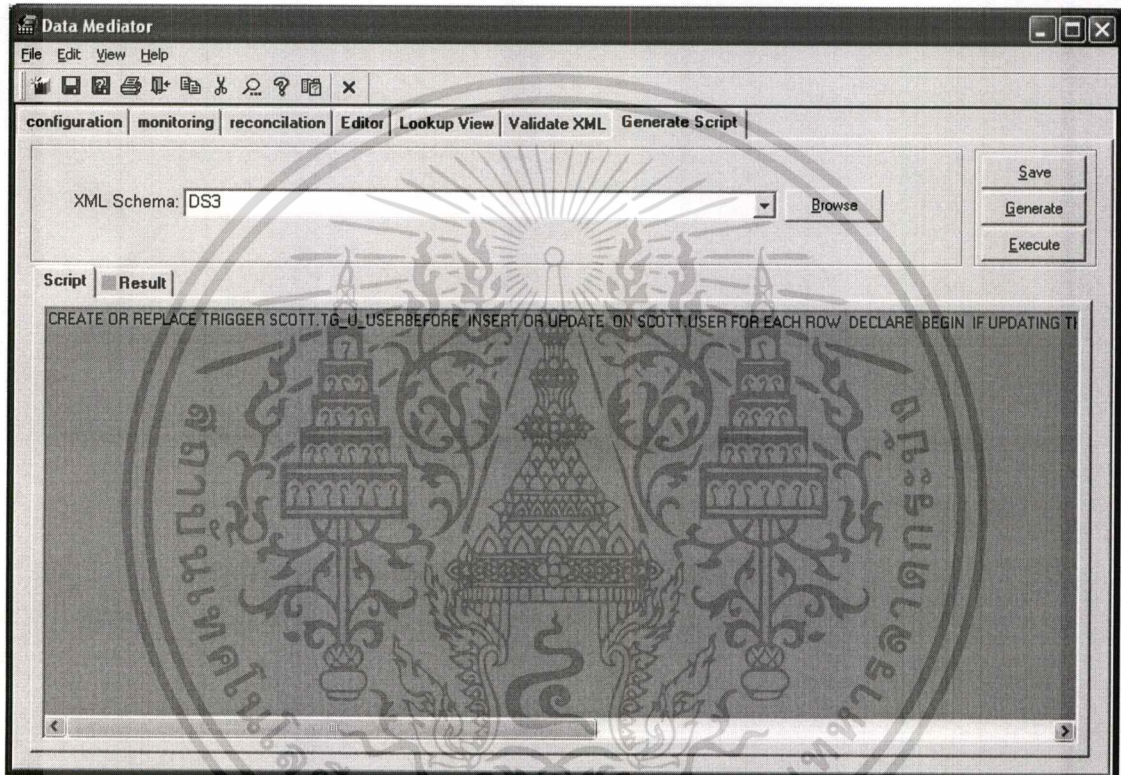 Data Mediator
File Edit View Help
configuration monitoring reconcilation Editor Lookup View Validate XML Generate Script
XML Schema: DS3 Browse
Save
Generate
Execute
Script Result
CREATE OR REPLACE TRIGGER SCOTT.TG_U_USERBEFORE INSERT OR UPDATE ON SCOTT.USER FOR EACH ROW DECLARE BEGIN IF UPDATING TH